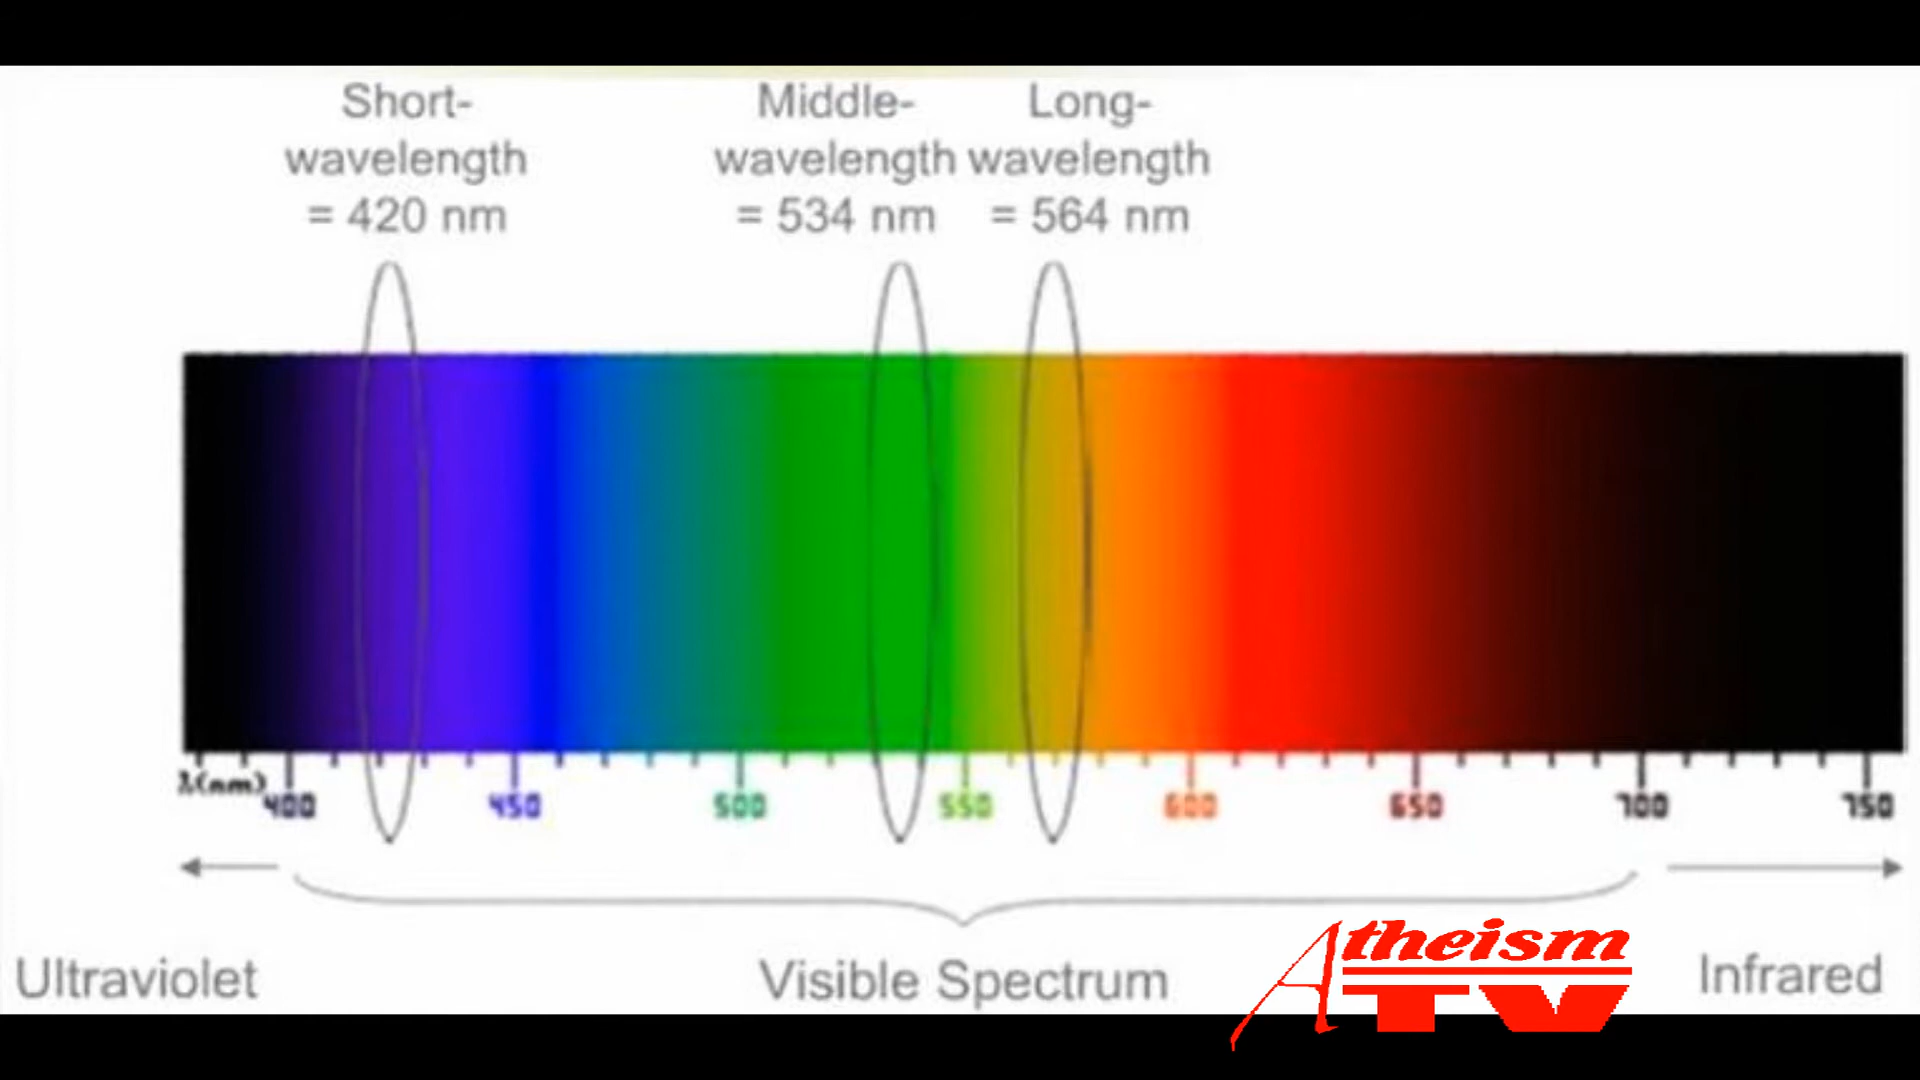 Short-
wavelength
= 420 nm
Middle-
wavelength
= 534 nm
Long-
wavelength
= 564 nm
λ(nm)
400 450 500 550 600 650 700 750
Ultraviolet
Visible Spectrum
Infrared
Atheism
TV